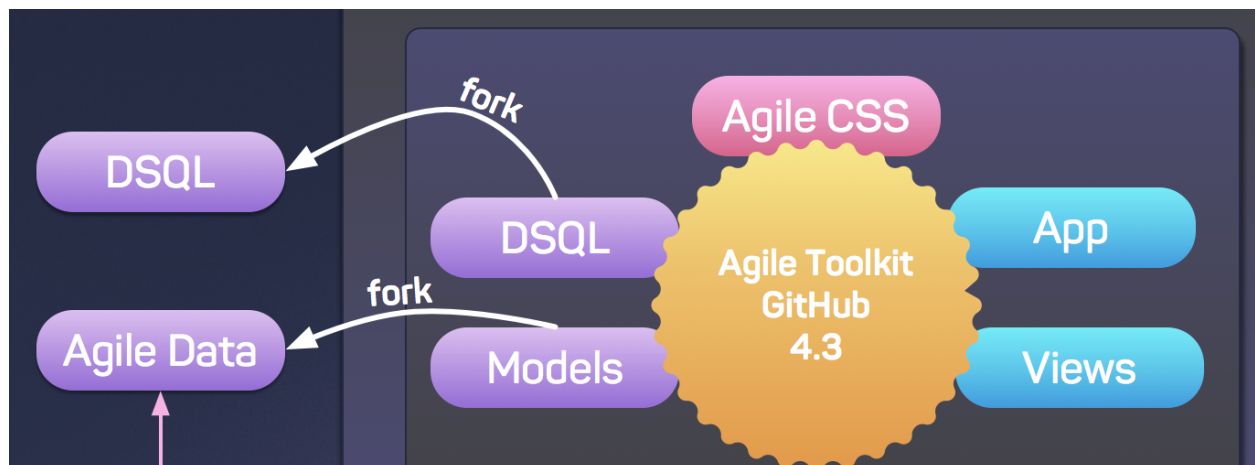 fork
Agile CSS
DSQL
DSQL
App
Agile Toolkit
GitHub
4.3
fork
Agile Data
Models
Views